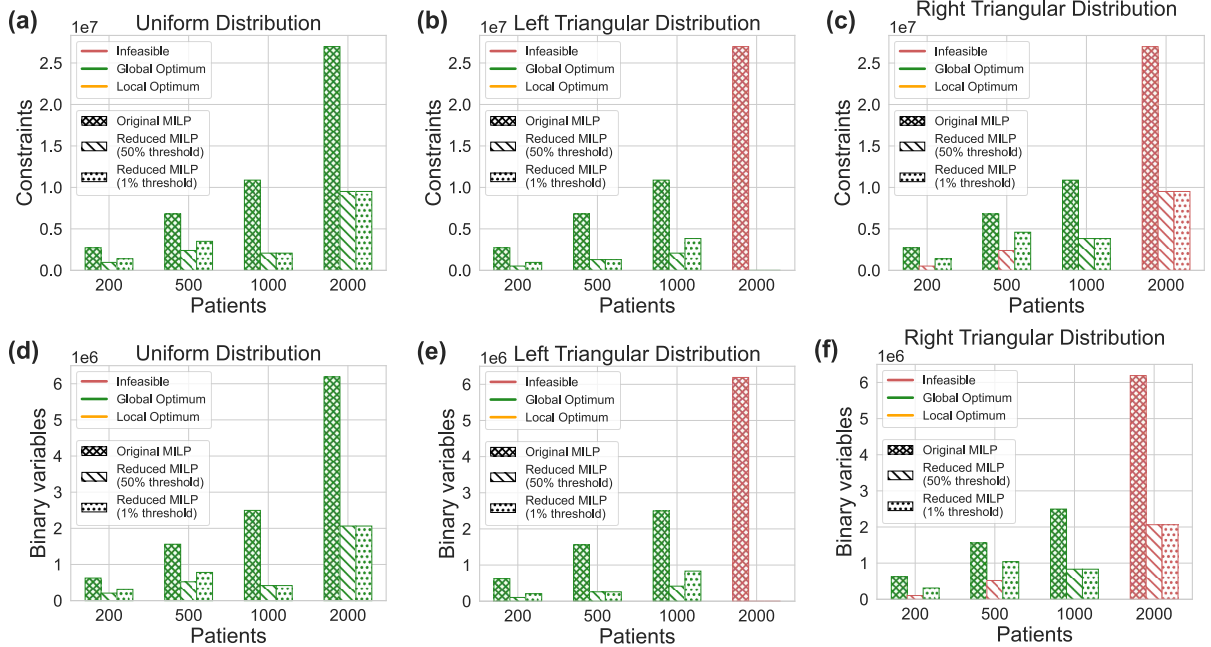 (a)
Uniform Distribution
1e7
2.5
2.0
1.5
1.0
0.5
0.0
Constraints
Infeasible
Global Optimum
Local Optimum
Original MILP
Reduced MILP
(50% threshold)
Reduced MILP
(1% threshold)
200 500 1000 2000
Patients
(b)
Left Triangular Distribution
1e7
2.5
2.0
1.5
1.0
0.5
0.0
Constraints
Infeasible
Global Optimum
Local Optimum
Original MILP
Reduced MILP
(50% threshold)
Reduced MILP
(1% threshold)
200 500 1000 2000
Patients
(c)
Right Triangular Distribution
1e7
2.5
2.0
1.5
1.0
0.5
0.0
Constraints
Infeasible
Global Optimum
Local Optimum
Original MILP
Reduced MILP
(50% threshold)
Reduced MILP
(1% threshold)
200 500 1000 2000
Patients
(d)
Uniform Distribution
1e6
6
5
4
3
2
1
0
Binary variables
Infeasible
Global Optimum
Local Optimum
Original MILP
Reduced MILP
(50% threshold)
Reduced MILP
(1% threshold)
200 500 1000 2000
Patients
(e)
Left Triangular Distribution
1e6
6
5
4
3
2
1
0
Binary variables
Infeasible
Global Optimum
Local Optimum
Original MILP
Reduced MILP
(50% threshold)
Reduced MILP
(1% threshold)
200 500 1000 2000
Patients
(f)
Right Triangular Distribution
1e6
6
5
4
3
2
1
0
Binary variables
Infeasible
Global Optimum
Local Optimum
Original MILP
Reduced MILP
(50% threshold)
Reduced MILP
(1% threshold)
200 500 1000 2000
Patients